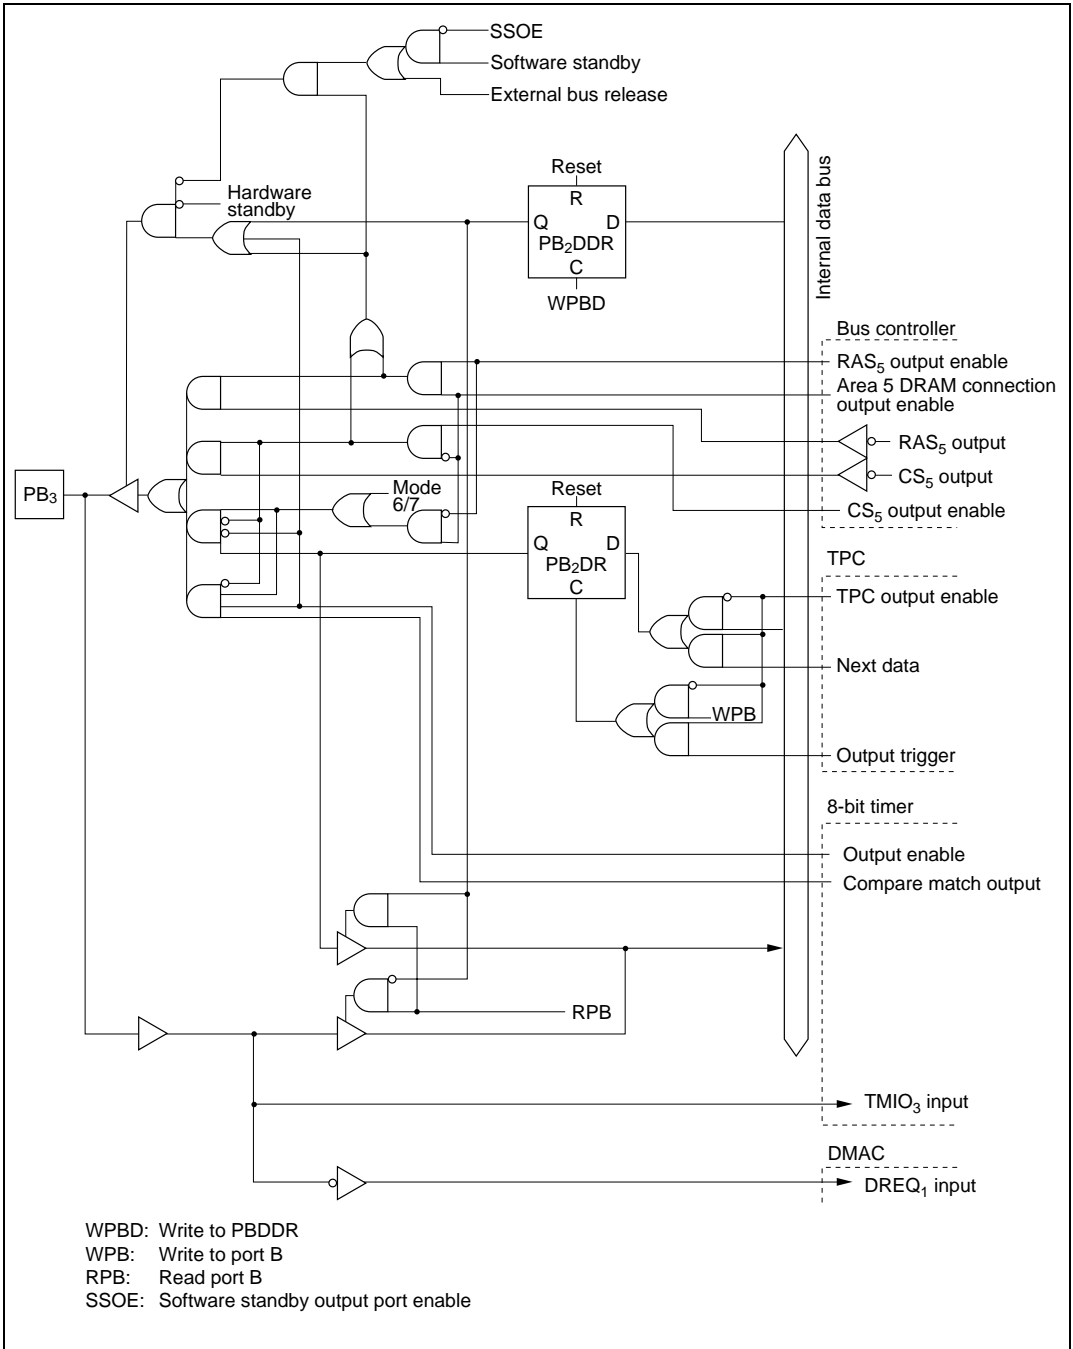 SSOE
Software standby
External bus release
Hardware
standby
Reset
R
Q D
PB₂DDR
C
WPBD
Internal data bus
Bus controller
RAS₅ output enable
Area 5 DRAM connection
output enable
RAS₅ output
CS₅ output
CS₅ output enable
PB₃
Mode
6/7
Reset
R
Q D
PB₂DR
C
TPC
TPC output enable
Next data
WPB
Output trigger
8-bit timer
Output enable
Compare match output
RPB
TMIO₃ input
DMAC
DREQ₁ input
WPBD: Write to PBDDR
WPB: Write to port B
RPB: Read port B
SSOE: Software standby output port enable